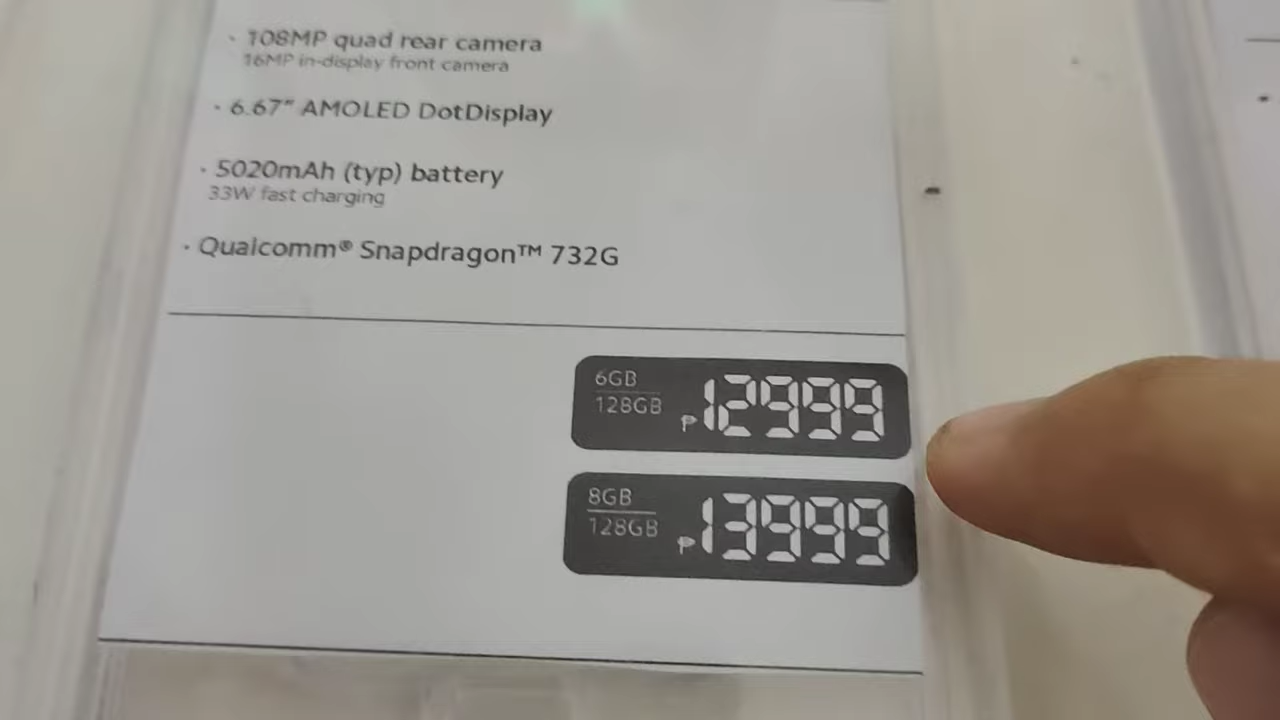 · 108MP quad rear camera
16MP in-display front camera
· 6.67" AMOLED DotDisplay
· 5020mAh (typ) battery
33W fast charging
· Qualcomm® Snapdragon™ 732G
6GB
128GB
₱12999
8GB
128GB
₱13999